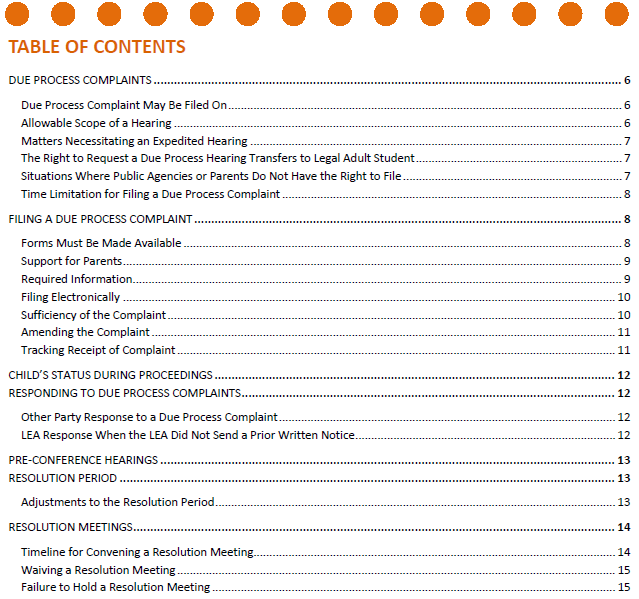 TABLE OF CONTENTS
DUE PROCESS COMPLAINTS 6
Due Process Complaint May Be Filed On 6
Allowable Scope of a Hearing 6
Matters Necessitating an Expedited Hearing 7
The Right to Request a Due Process Hearing Transfers to Legal Adult Student 7
Situations Where Public Agencies or Parents Do Not Have the Right to File 7
Time Limitation for Filing a Due Process Complaint 8
FILING A DUE PROCESS COMPLAINT 8
Forms Must Be Made Available 8
Support for Parents 9
Required Information 9
Filing Electronically 10
Sufficiency of the Complaint 10
Amending the Complaint 11
Tracking Receipt of Complaint 11
CHILD'S STATUS DURING PROCEEDINGS 12
RESPONDING TO DUE PROCESS COMPLAINTS 12
Other Party Response to a Due Process Complaint 12
LEA Response When the LEA Did Not Send a Prior Written Notice 12
PRE-CONFERENCE HEARINGS 13
RESOLUTION PERIOD 13
Adjustments to the Resolution Period 13
RESOLUTION MEETINGS 14
Timeline for Convening a Resolution Meeting 14
Waiving a Resolution Meeting 15
Failure to Hold a Resolution Meeting 15